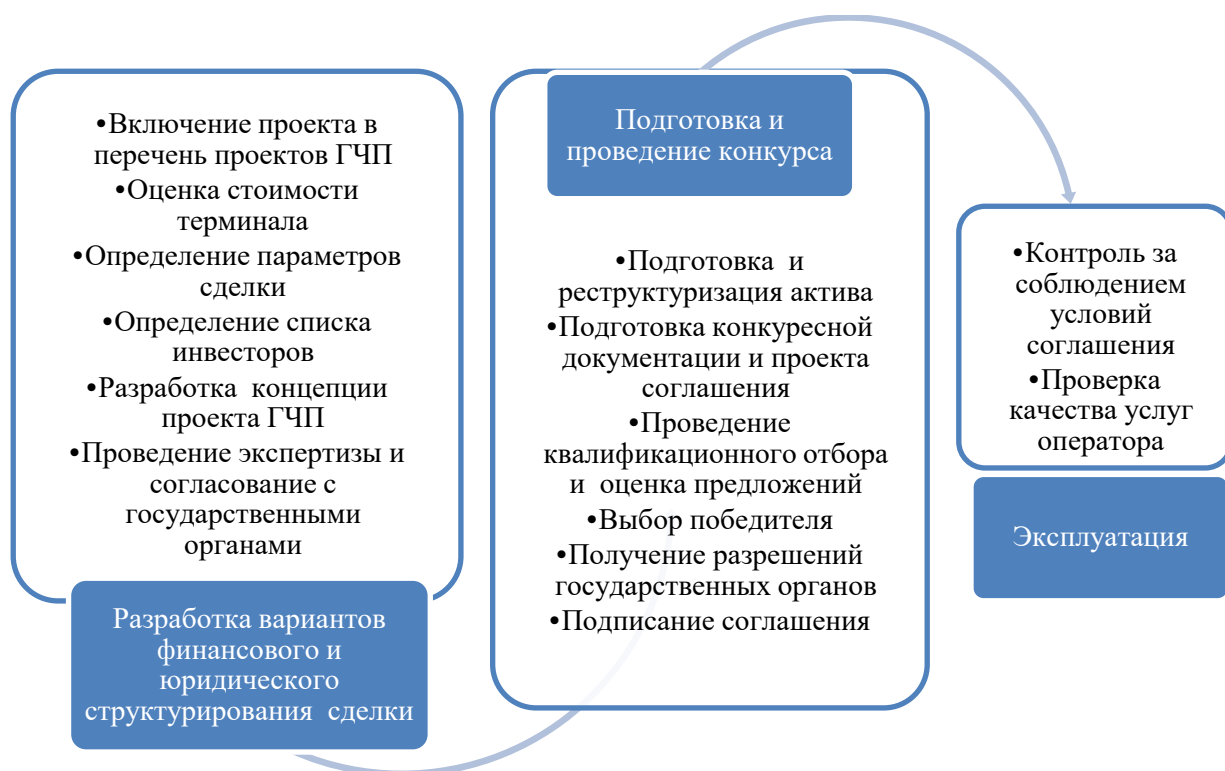 •Включение проекта в
перечень проектов ГЧП
•Оценка стоимости
терминала
•Определение параметров
сделки
•Определение списка
инвесторов
•Разработка концепции
проекта ГЧП
•Проведение экспертизы и
согласование с
государственными
органами
Разработка вариантов
финансового и
юридического
структурирования сделки
Подготовка и
проведение конкурса
•Подготовка и
реструктуризация актива
•Подготовка конкуресной
документации и проекта
соглашения
•Проведение
квалификационного отбора
и оценка предложений
•Выбор победителя
•Получение разрешений
государственных органов
•Подписание соглашения
•Контроль за
соблюдением
условий
соглашения
•Проверка
качества услуг
оператора
Эксплуатация